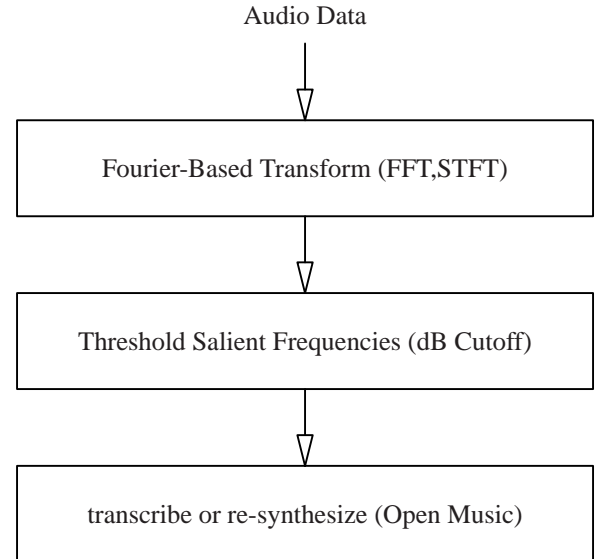 Audio Data
Fourier-Based Transform (FFT,STFT)
Threshold Salient Frequencies (dB Cutoff)
transcribe or re-synthesize (Open Music)